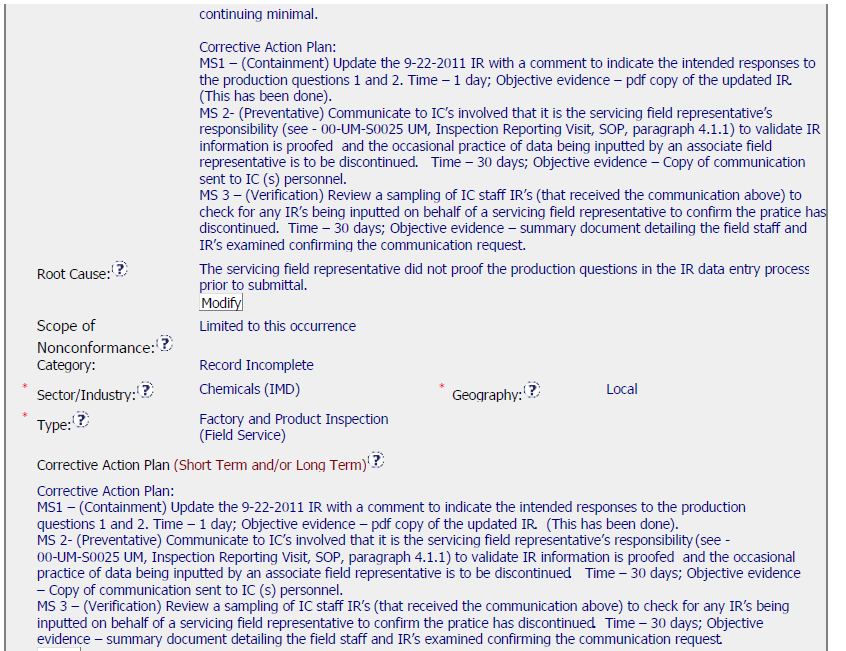 continuing minimal.
Corrective Action Plan:
MS1 – (Containment) Update the 9-22-2011 IR with a comment to indicate the intended responses to
the production questions 1 and 2. Time – 1 day; Objective evidence – pdf copy of the updated IR.
(This has been done).
MS 2- (Preventative) Communicate to IC's involved that it is the servicing field representative's
responsibility (see - 00-UM-S0025 UM, Inspection Reporting Visit, SOP, paragraph 4.1.1) to validate IR
information is proofed  and the occasional practice of data being inputted by an associate field
representative is to be discontinued.   Time – 30 days; Objective evidence – Copy of communication
sent to IC (s) personnel.
MS 3 – (Verification) Review a sampling of IC staff IR's (that received the communication above) to
check for any IR's being inputted on behalf of a servicing field representative to confirm the pratice has
discontinued.  Time – 30 days; Objective evidence – summary document detailing the field staff and
IR's examined confirming the communication request.
Root Cause: ? The servicing field representative did not proof the production questions in the IR data entry process
prior to submittal.
Modify
Scope of Nonconformance: ? Limited to this occurrence
Category: Record Incomplete
* Sector/Industry: ? Chemicals (IMD) * Geography: ? Local
* Type: ? Factory and Product Inspection
(Field Service)
Corrective Action Plan (Short Term and/or Long Term) ?
Corrective Action Plan:
MS1 – (Containment) Update the 9-22-2011 IR with a comment to indicate the intended responses to the production
questions 1 and 2. Time – 1 day; Objective evidence – pdf copy of the updated IR.  (This has been done).
MS 2- (Preventative) Communicate to IC's involved that it is the servicing field representative's responsibility (see -
00-UM-S0025 UM, Inspection Reporting Visit, SOP, paragraph 4.1.1) to validate IR information is proofed  and the occasional
practice of data being inputted by an associate field representative is to be discontinued.   Time – 30 days; Objective evidence
– Copy of communication sent to IC (s) personnel.
MS 3 – (Verification) Review a sampling of IC staff IR's (that received the communication above) to check for any IR's being
inputted on behalf of a servicing field representative to confirm the pratice has discontinued.  Time – 30 days; Objective
evidence – summary document detailing the field staff and IR's examined confirming the communication request.